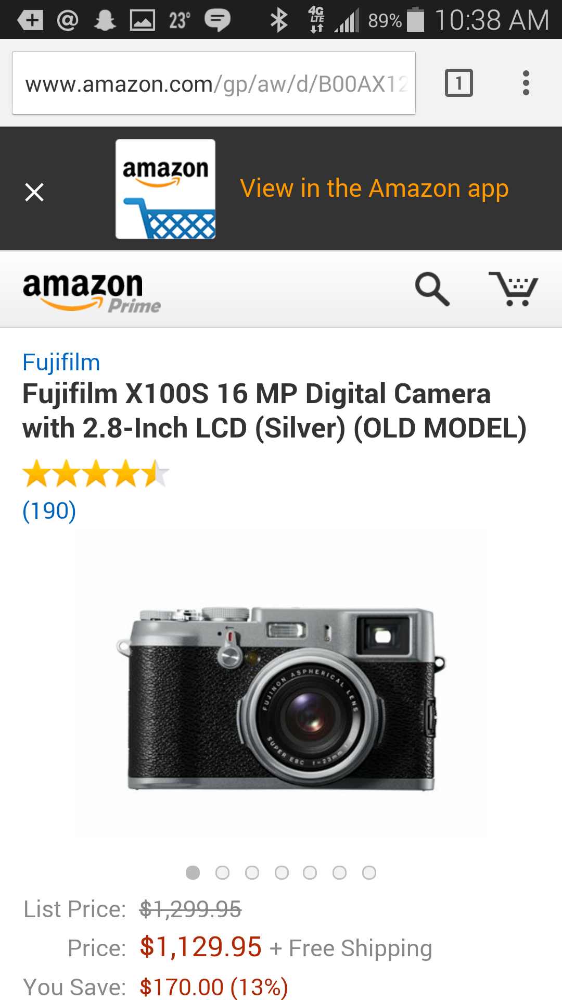 23° 4G LTE 89% 10:38 AM
www.amazon.com/gp/aw/d/B00AX12
1
amazon
View in the Amazon app
amazon
Prime
Fujifilm
Fujifilm X100S 16 MP Digital Camera
with 2.8-Inch LCD (Silver) (OLD MODEL)
(190)
FUJINON ASPHERICAL LENS
SUPER EBC f=23mm
List Price: $1,299.95
Price: $1,129.95 + Free Shipping
You Save: $170.00 (13%)